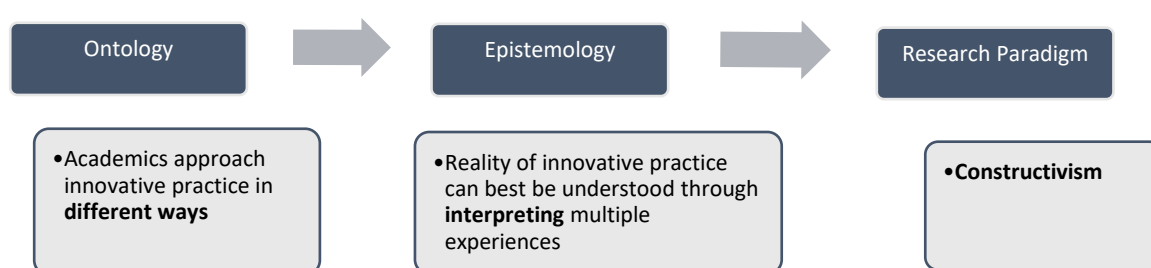 Ontology
Epistemology
Research Paradigm
•Academics approach
innovative practice in
different ways
•Reality of innovative practice
can best be understood through
interpreting multiple
experiences
•Constructivism